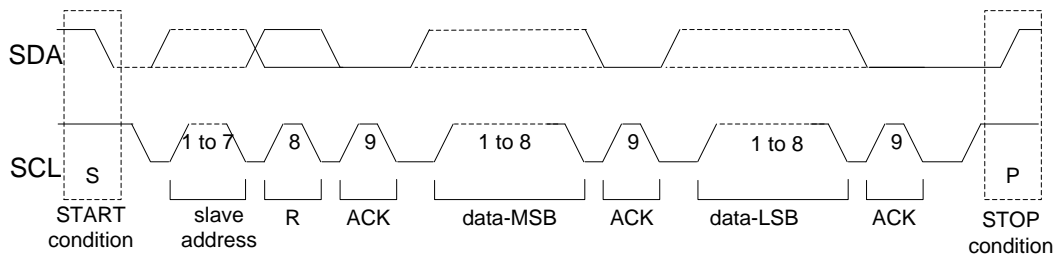 SDA
1 to 7 8 9 1 to 8 9 1 to 8 9
SCL
S P
START
condition
slave
address
R ACK data-MSB ACK data-LSB ACK
STOP
condition